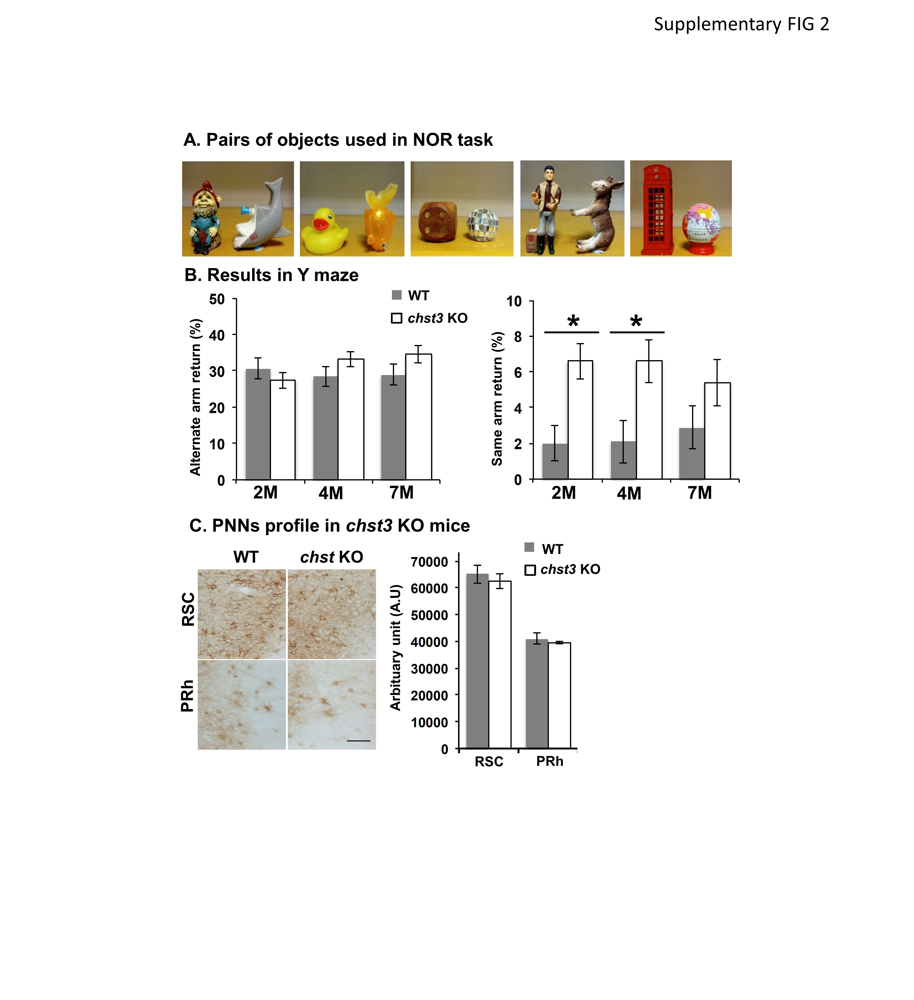 Supplementary FIG 2
A. Pairs of objects used in NOR task
INDIAN
B. Results in Y maze
WT
chst3 KO
Alternate arm return (%)
50
40
30
20
10
0
2M 4M 7M
Same arm return (%)
10
8
6
4
2
0
* *
2M 4M 7M
C. PNNs profile in chst3 KO mice
WT chst KO
RSC
PRh
WT
chst3 KO
Arbituary unit (A.U)
70000
60000
50000
40000
30000
20000
10000
0
RSC PRh